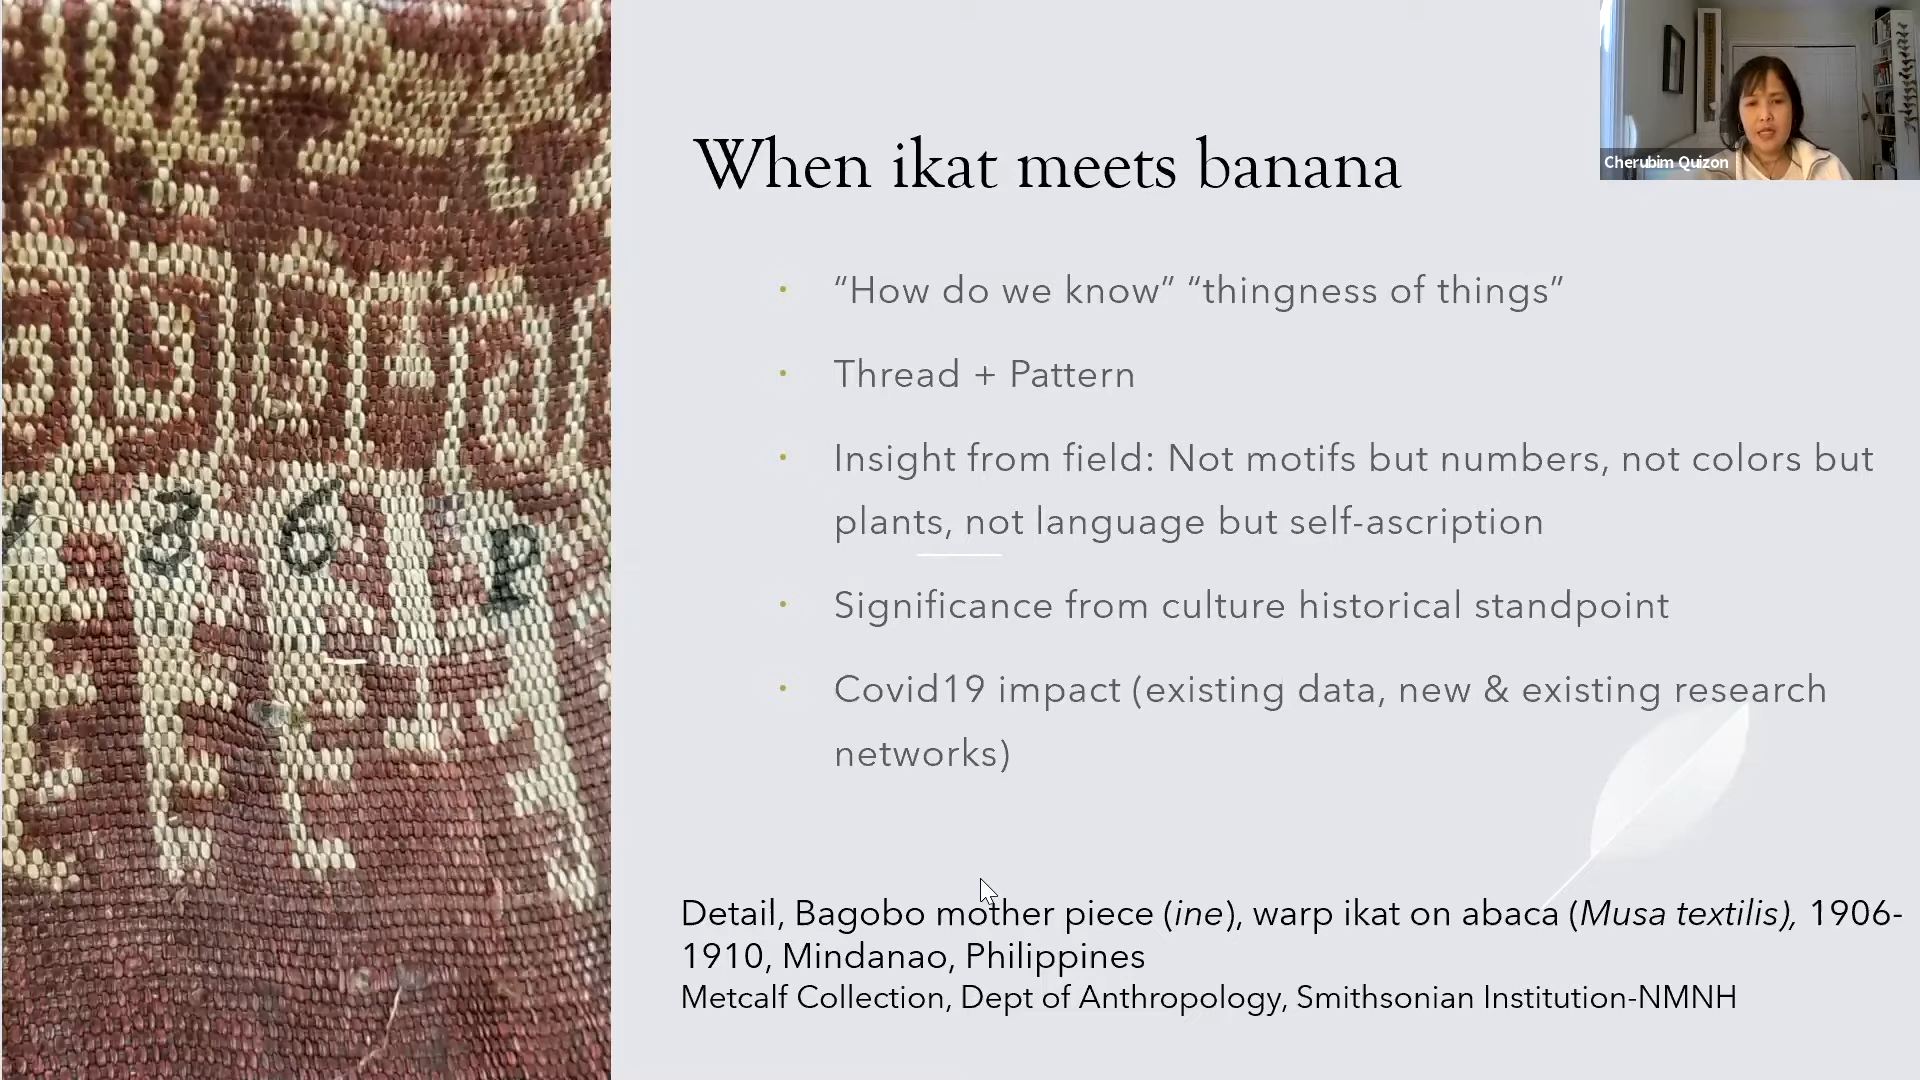 When ikat meets banana
Cherubim Quizon
“How do we know” “thingness of things”
Thread + Pattern
Insight from field: Not motifs but numbers, not colors but
plants, not language but self-ascription
Significance from culture historical standpoint
Covid19 impact (existing data, new & existing research
networks)
Detail, Bagobo mother piece (ine), warp ikat on abaca (Musa textilis), 1906-
1910, Mindanao, Philippines
Metcalf Collection, Dept of Anthropology, Smithsonian Institution-NMNH
3 6 P